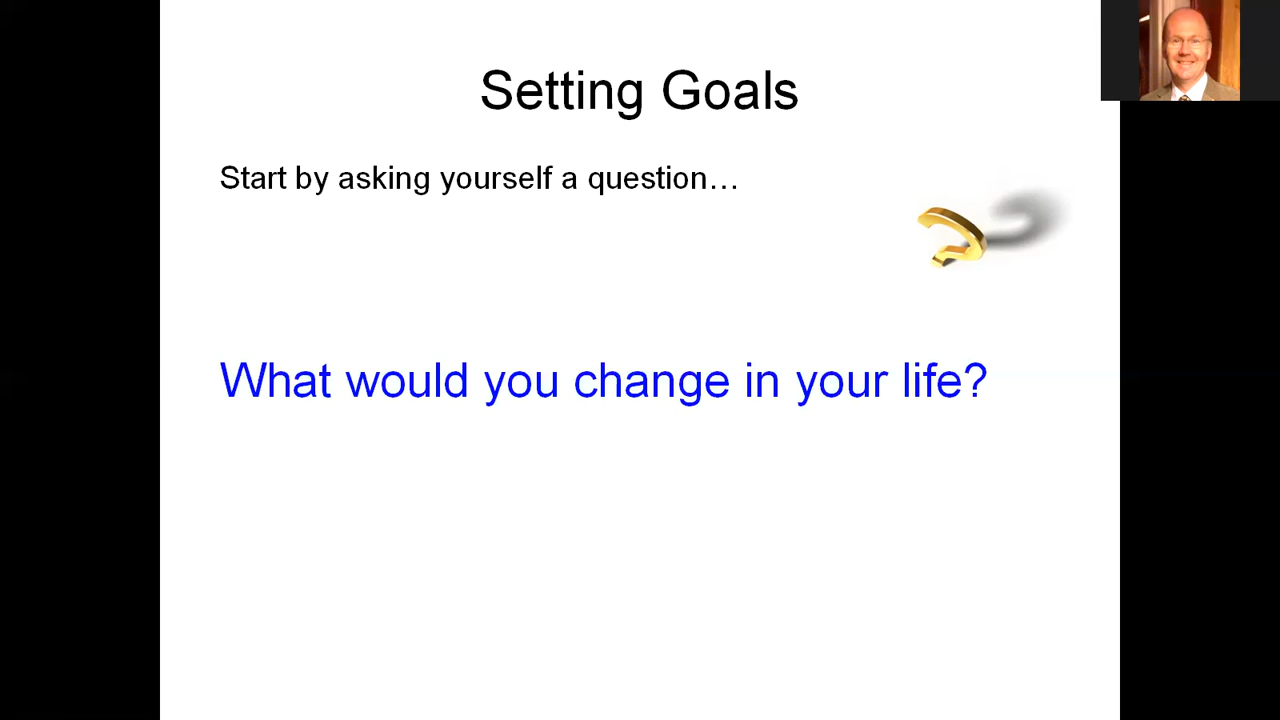 Setting Goals
Start by asking yourself a question…
What would you change in your life?